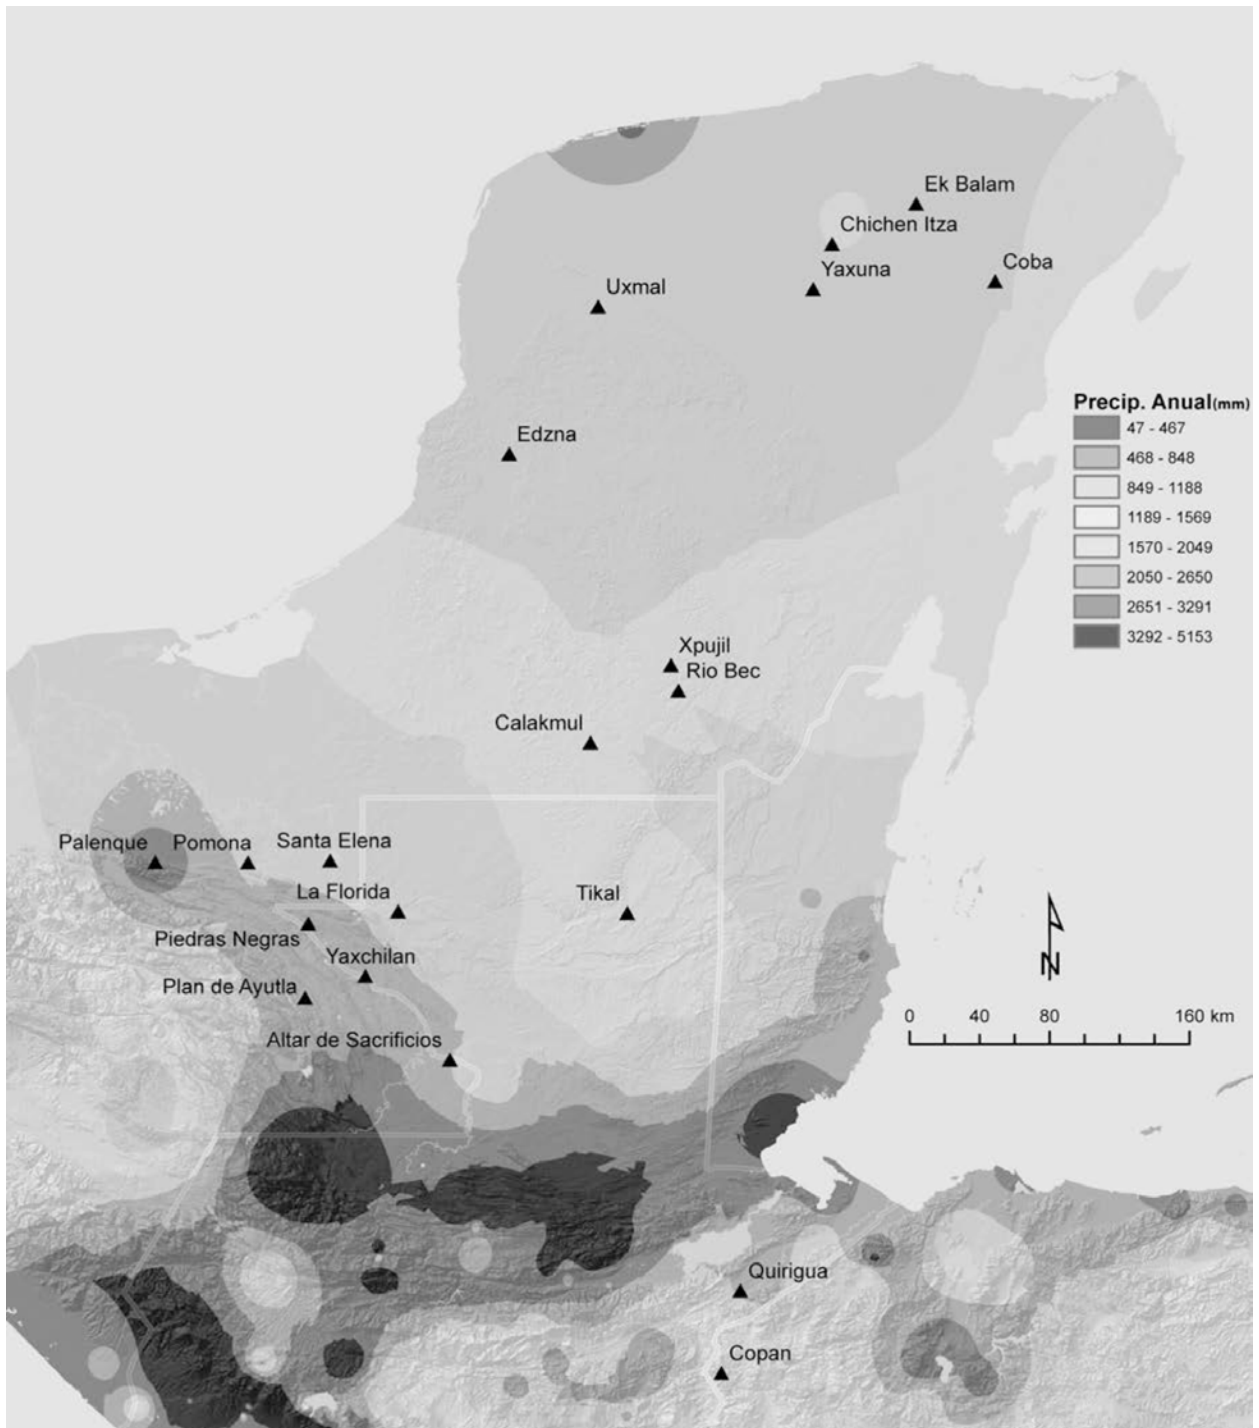 Ek Balam
Chichen Itza
Yaxuna
Coba
Uxmal
Edzna
Precip. Anual(mm)
47 - 467
468 - 848
849 - 1188
1189 - 1569
1570 - 2049
2050 - 2650
2651 - 3291
3292 - 5153
Xpujil
Rio Bec
Calakmul
Palenque
Pomona
Santa Elena
La Florida
Tikal
Piedras Negras
Yaxchilan
Plan de Ayutla
Altar de Sacrificios
N
0 40 80 160 km
Quirigua
Copan